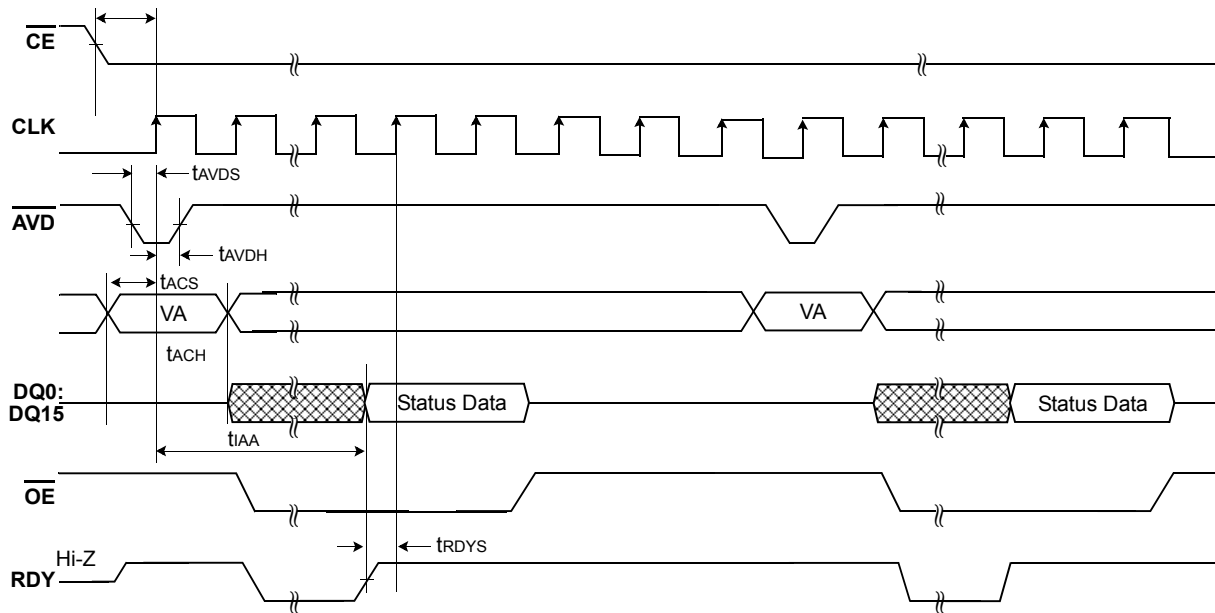 CE
CLK
tAVDS
AVD
tAVDH
tACS
VA
VA
tACH
DQ0:
DQ15
Status Data
Status Data
tIAA
OE
tRDYS
Hi-Z
RDY